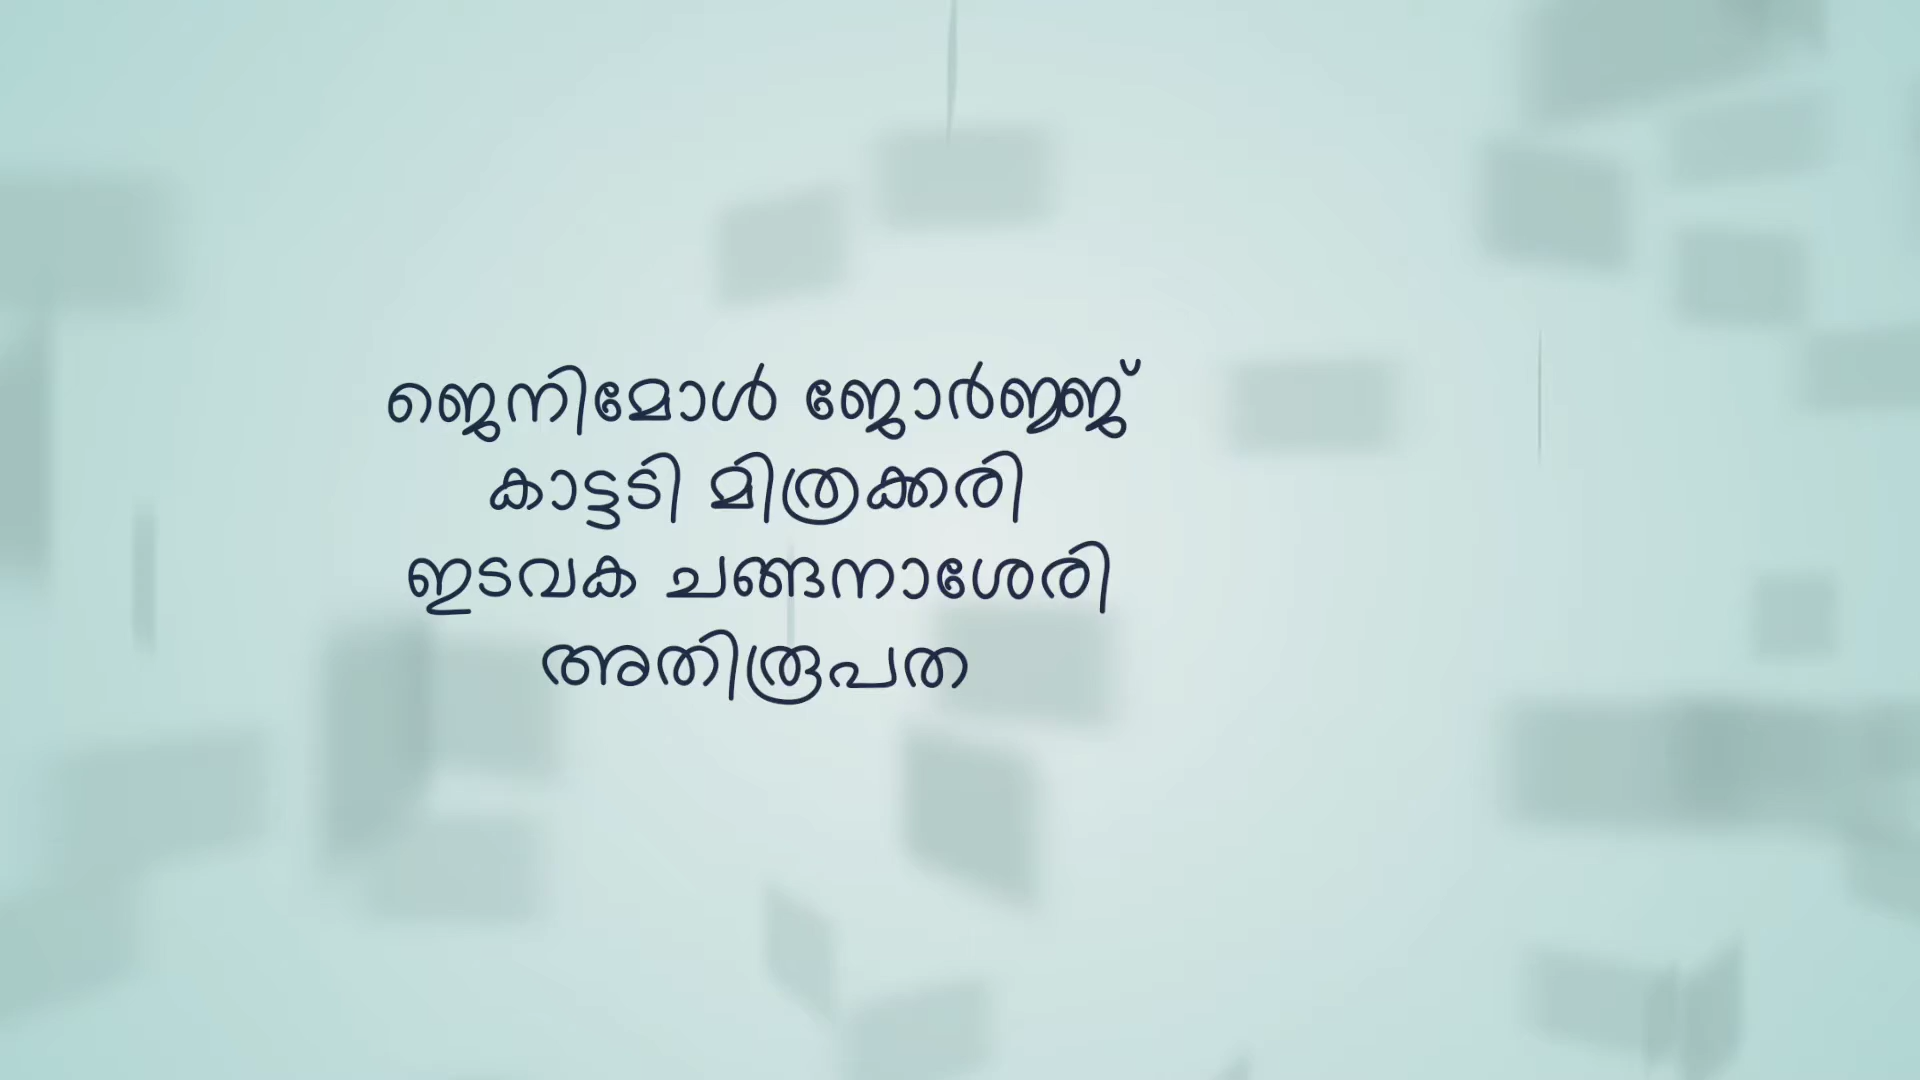 ജെനിമോൾ ജോർജ്ജ്
കാട്ടടി മിത്രക്കരി
ഇടവക ചങ്ങനാശേരി
അതിരൂപത